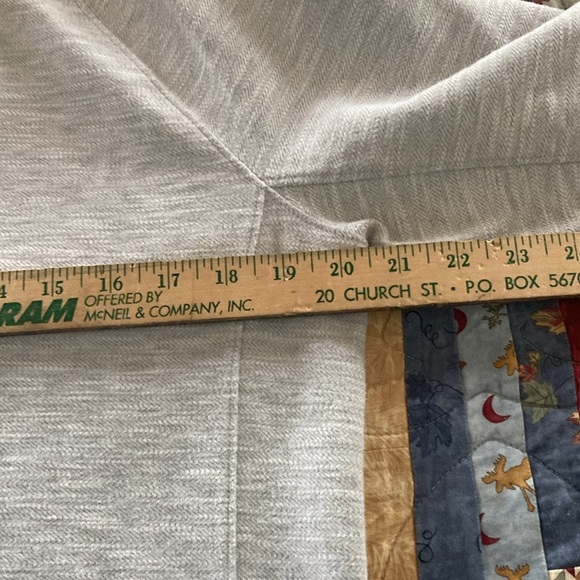 4 15 16 17 18 19 20 21 22 23 2
RAM OFFERED BY
McNEIL & COMPANY, INC. 20 CHURCH ST. • P.O. BOX 5670